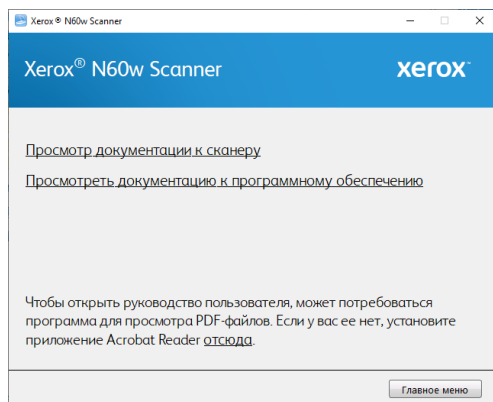 Xerox® N60w Scanner
Xerox® N60w Scanner
xerox™
Просмотр документации к сканеру
Просмотреть документацию к программному обеспечению
Чтобы открыть руководство пользователя, может потребоваться
программа для просмотра PDF-файлов. Если у вас ее нет, установите
приложение Acrobat Reader отсюда.
Главное меню